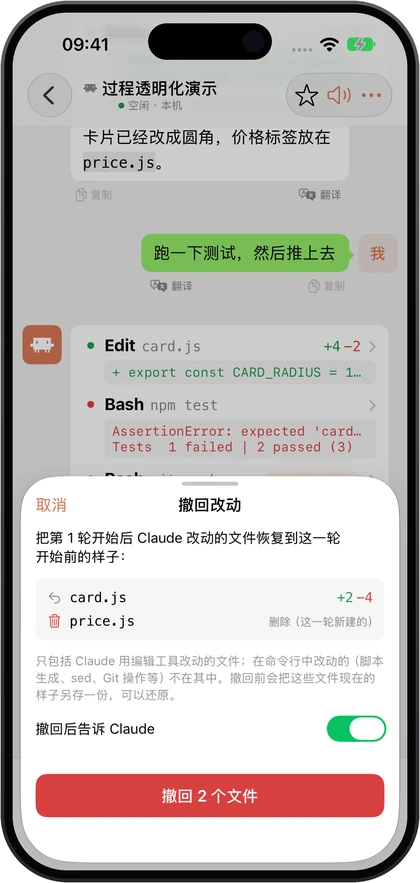 09:41
过程透明化演示
空闲 · 本机
卡片已经改成圆角，价格标签放在
price.js。
复制
翻译
跑一下测试，然后推上去
我
翻译
复制
Edit card.js +4 −2
+ export const CARD_RADIUS = 1…
Bash npm test
AssertionError: expected 'card…
Tests 1 failed | 2 passed (3)
取消
撤回改动
把第 1 轮开始后 Claude 改动的文件恢复到这一轮
开始前的样子：
card.js +2 −4
price.js 删除（这一轮新建的）
只包括 Claude 用编辑工具改动的文件；在命令行中改动的（脚本
生成、sed、Git 操作等）不在其中。撤回前会把这些文件现在的
样子另存一份，可以还原。
撤回后告诉 Claude
撤回 2 个文件